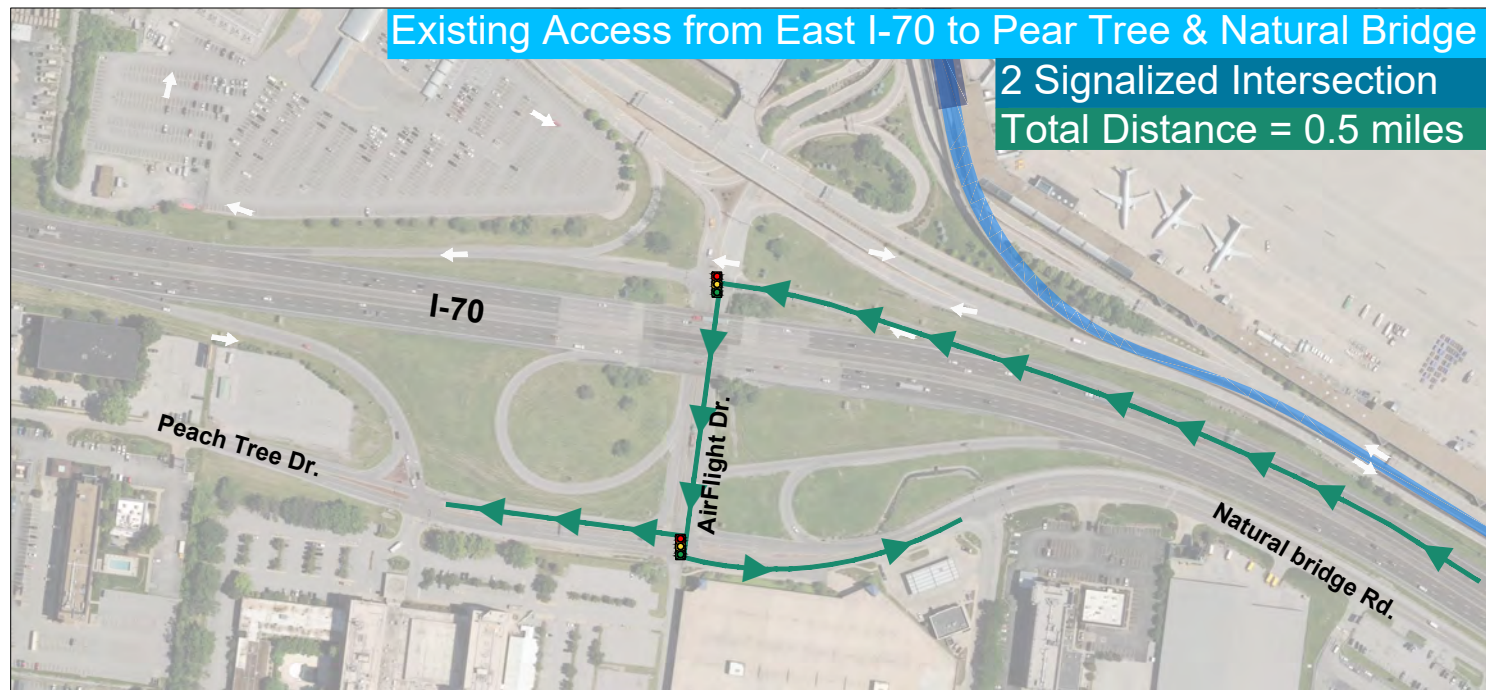 Existing Access from East I-70 to Pear Tree & Natural Bridge
2 Signalized Intersection
Total Distance = 0.5 miles
I-70
AirFlight Dr.
Peach Tree Dr.
Natural bridge Rd.